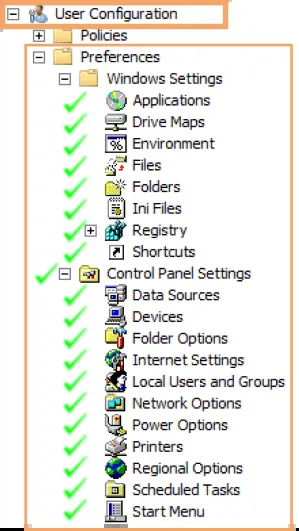 User Configuration
Policies
Preferences
Windows Settings
Applications
Drive Maps
Environment
Files
Folders
Ini Files
Registry
Shortcuts
Control Panel Settings
Data Sources
Devices
Folder Options
Internet Settings
Local Users and Groups
Network Options
Power Options
Printers
Regional Options
Scheduled Tasks
Start Menu